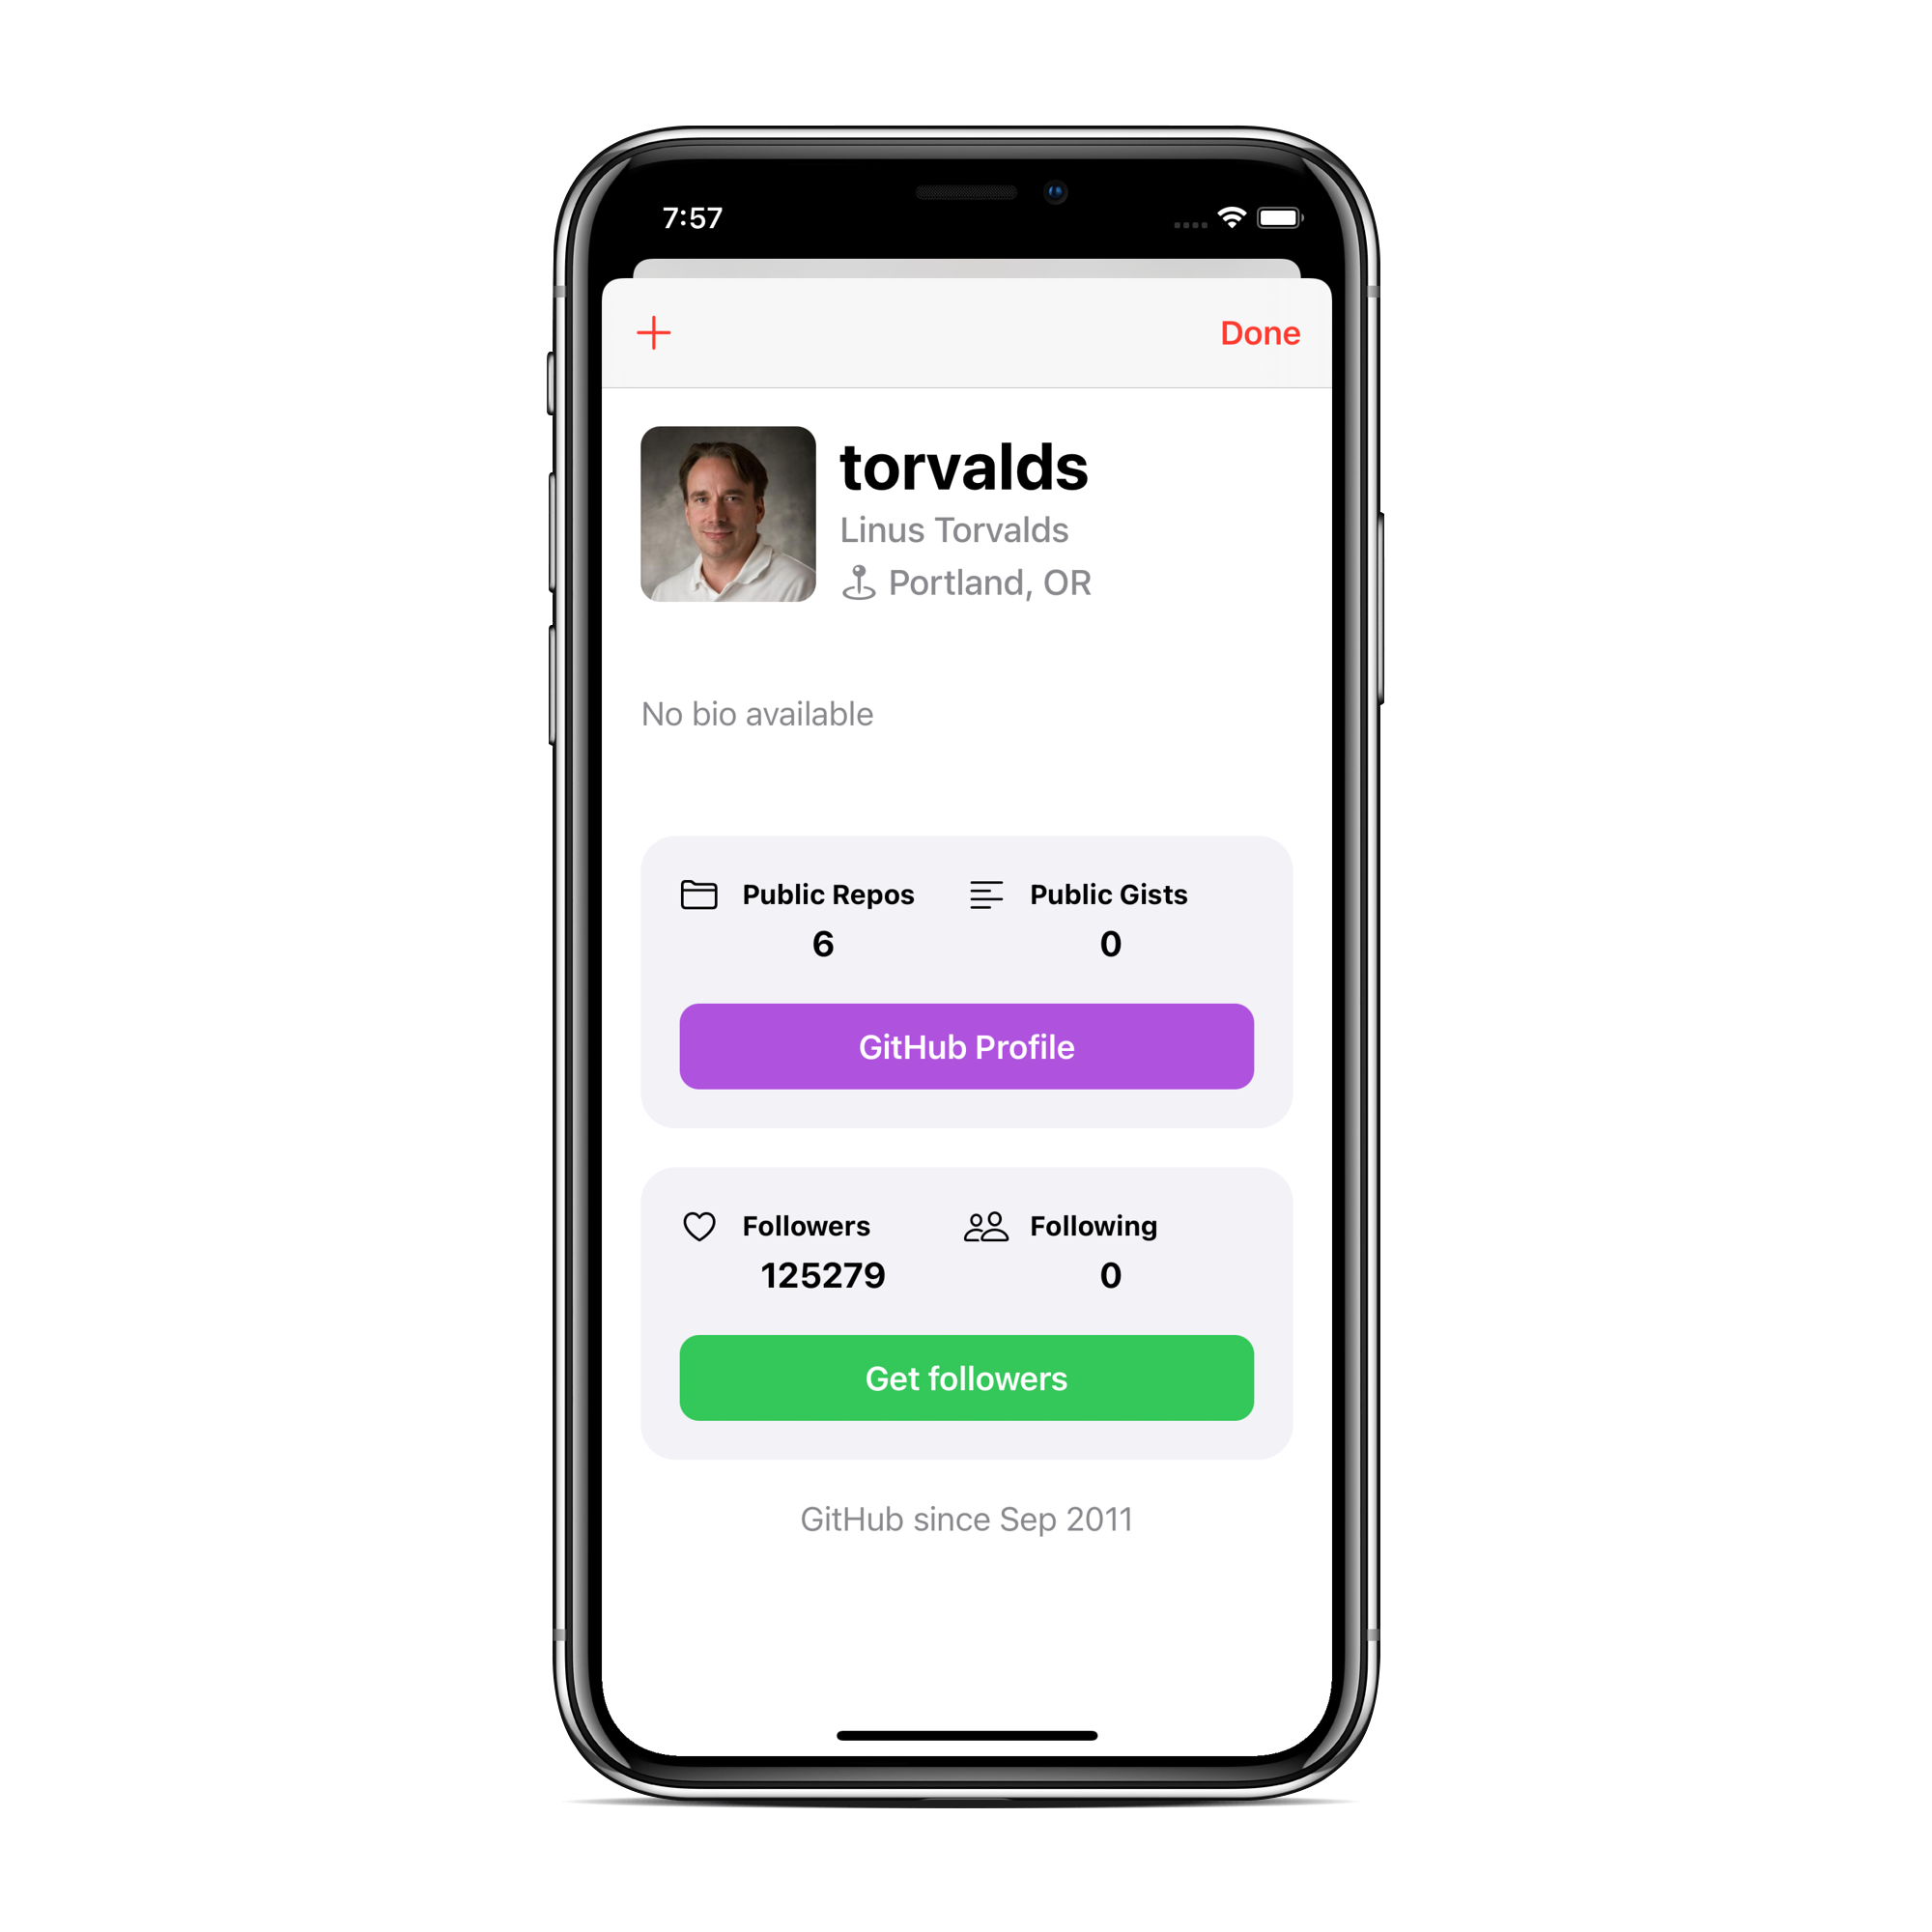 7:57
Done
torvalds
Linus Torvalds
Portland, OR
No bio available
Public Repos
6
Public Gists
0
GitHub Profile
Followers
125279
Following
0
Get followers
GitHub since Sep 2011